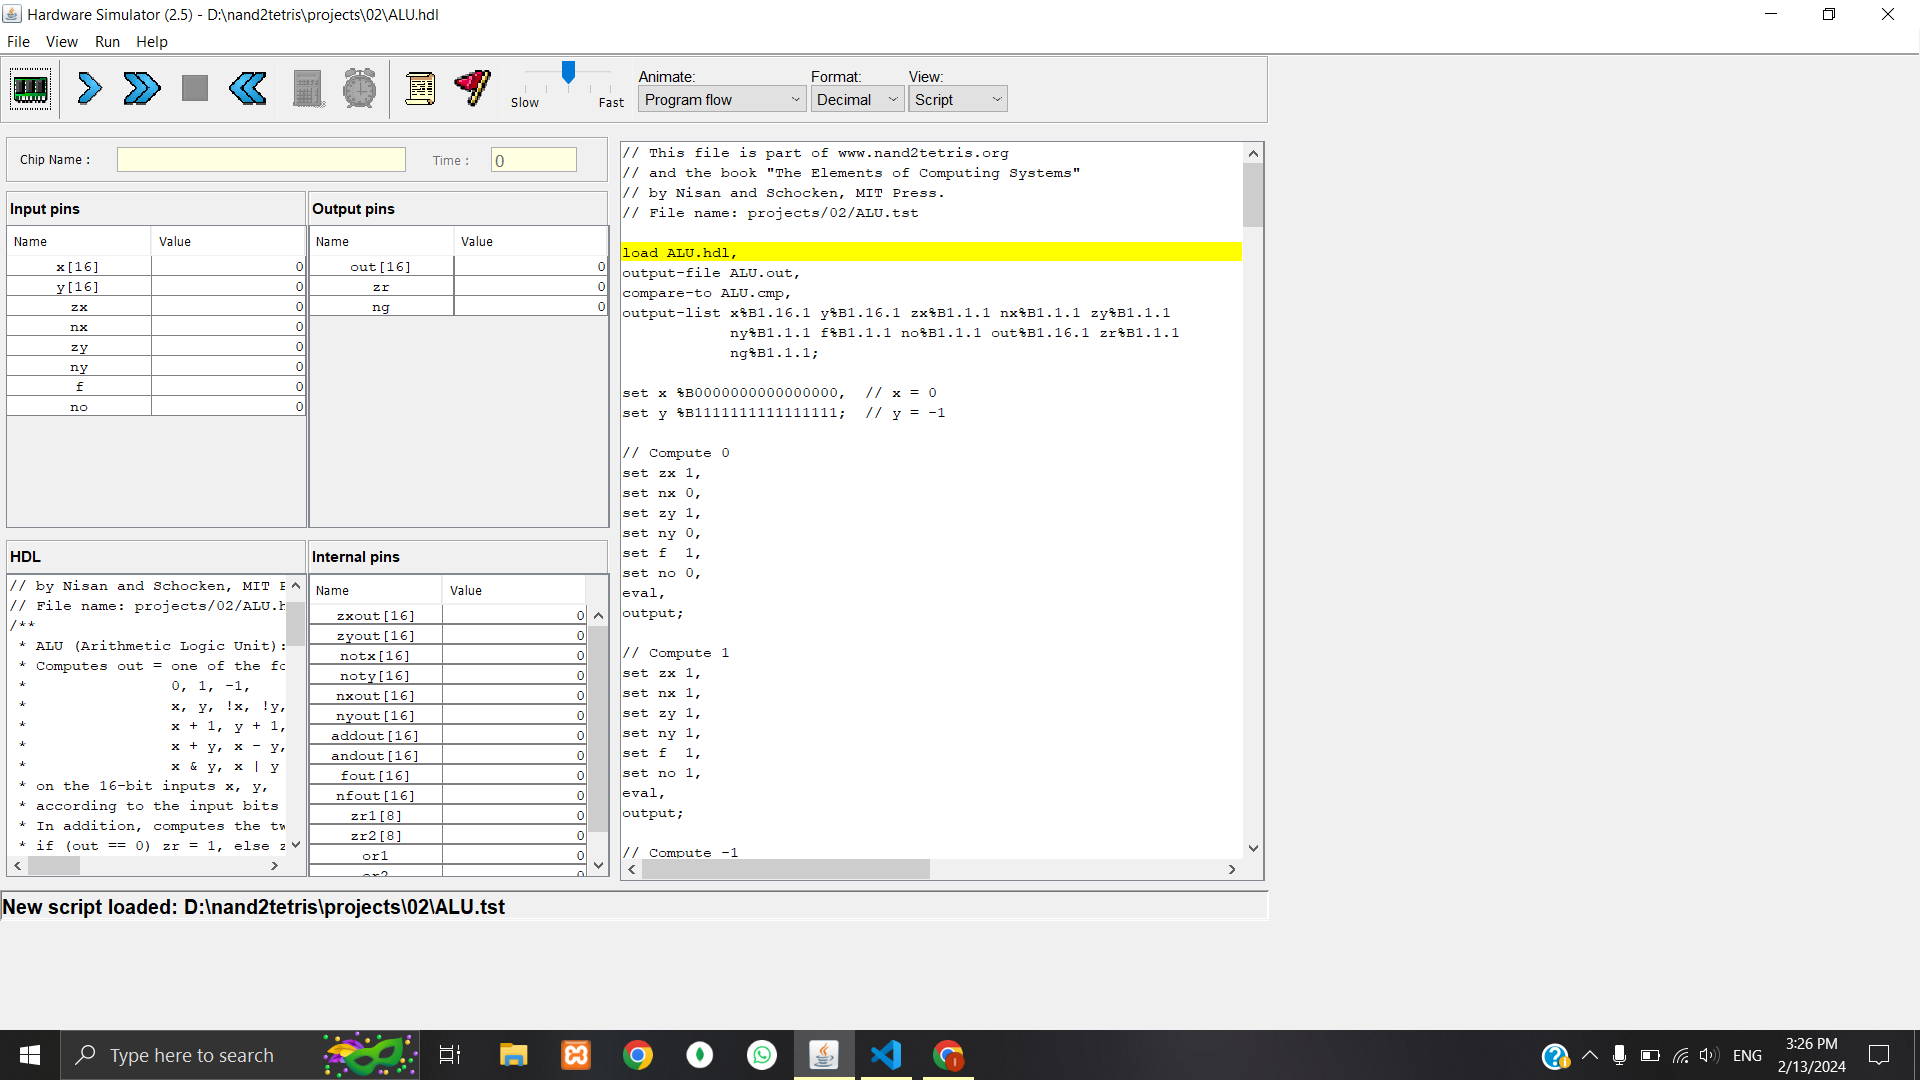 Hardware Simulator (2.5) - D:\nand2tetris\projects\02\ALU.hdl
File View Run Help
Slow Fast
Animate: Format: View:
Program flow Decimal Script
Chip Name : Time : 0
Input pins
Name Value
x[16] 0
y[16] 0
zx 0
nx 0
zy 0
ny 0
f 0
no 0
Output pins
Name Value
out[16] 0
zr 0
ng 0
HDL
// by Nisan and Schocken, MIT
// File name: projects/02/ALU.h
/**
* ALU (Arithmetic Logic Unit):
* Computes out = one of the fo
* 0, 1, -1,
* x, y, !x, !y,
* x + 1, y + 1,
* x + y, x - y,
* x & y, x | y
* on the 16-bit inputs x, y,
* according to the input bits
* In addition, computes the tw
* if (out == 0) zr = 1, else z
Internal pins
Name Value
zxout[16] 0
zyout[16] 0
notx[16] 0
noty[16] 0
nxout[16] 0
nyout[16] 0
addout[16] 0
andout[16] 0
fout[16] 0
nfout[16] 0
zr1[8] 0
zr2[8] 0
or1 0
or2 0
// This file is part of www.nand2tetris.org
// and the book "The Elements of Computing Systems"
// by Nisan and Schocken, MIT Press.
// File name: projects/02/ALU.tst
load ALU.hdl,
output-file ALU.out,
compare-to ALU.cmp,
output-list x%B1.16.1 y%B1.16.1 zx%B1.1.1 nx%B1.1.1 zy%B1.1.1
ny%B1.1.1 f%B1.1.1 no%B1.1.1 out%B1.16.1 zr%B1.1.1
ng%B1.1.1;
set x %B0000000000000000, // x = 0
set y %B1111111111111111; // y = -1
// Compute 0
set zx 1,
set nx 0,
set zy 1,
set ny 0,
set f 1,
set no 0,
eval,
output;
// Compute 1
set zx 1,
set nx 1,
set zy 1,
set ny 1,
set f 1,
set no 1,
eval,
output;
// Compute -1
New script loaded: D:\nand2tetris\projects\02\ALU.tst
Type here to search
ENG
3:26 PM
2/13/2024